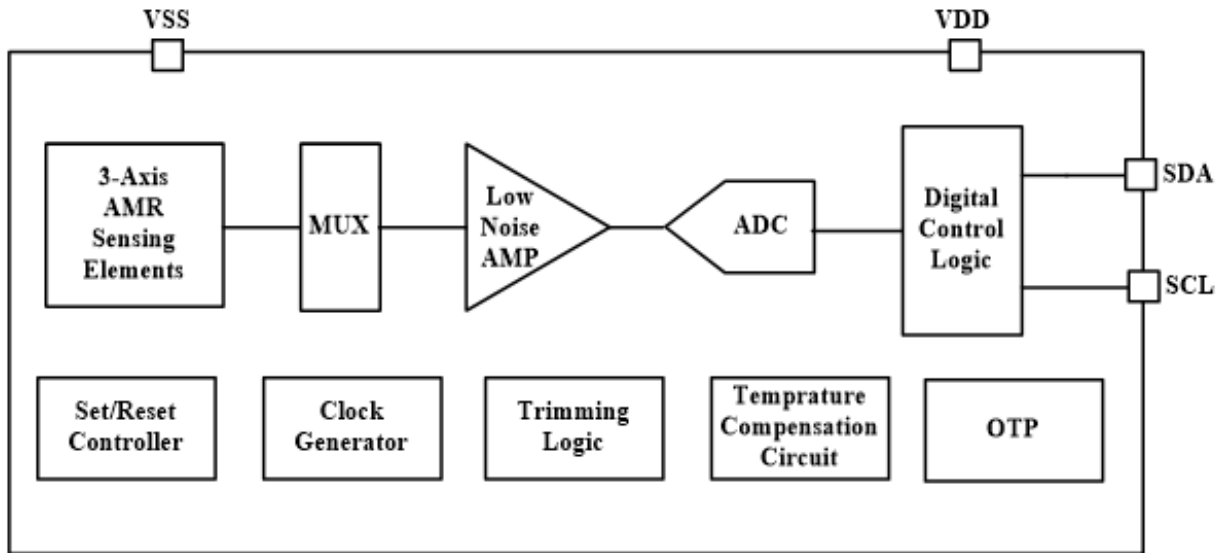 VSS
VDD
3-Axis
AMR
Sensing
Elements
MUX
Low
Noise
AMP
ADC
Digital
Control
Logic
SDA
SCL
Set/Reset
Controller
Clock
Generator
Trimming
Logic
Temprature
Compensation
Circuit
OTP